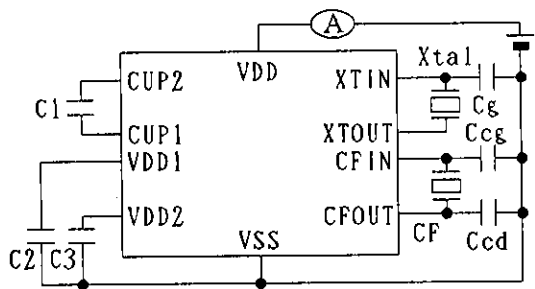 A
VDD
Xtal
CUP2
XTIN
C1
Cg
CUP1
XTOUT
VDD1
CFIN
Ccg
VDD2
CFOUT
CF
Ccd
C2
C3
VSS